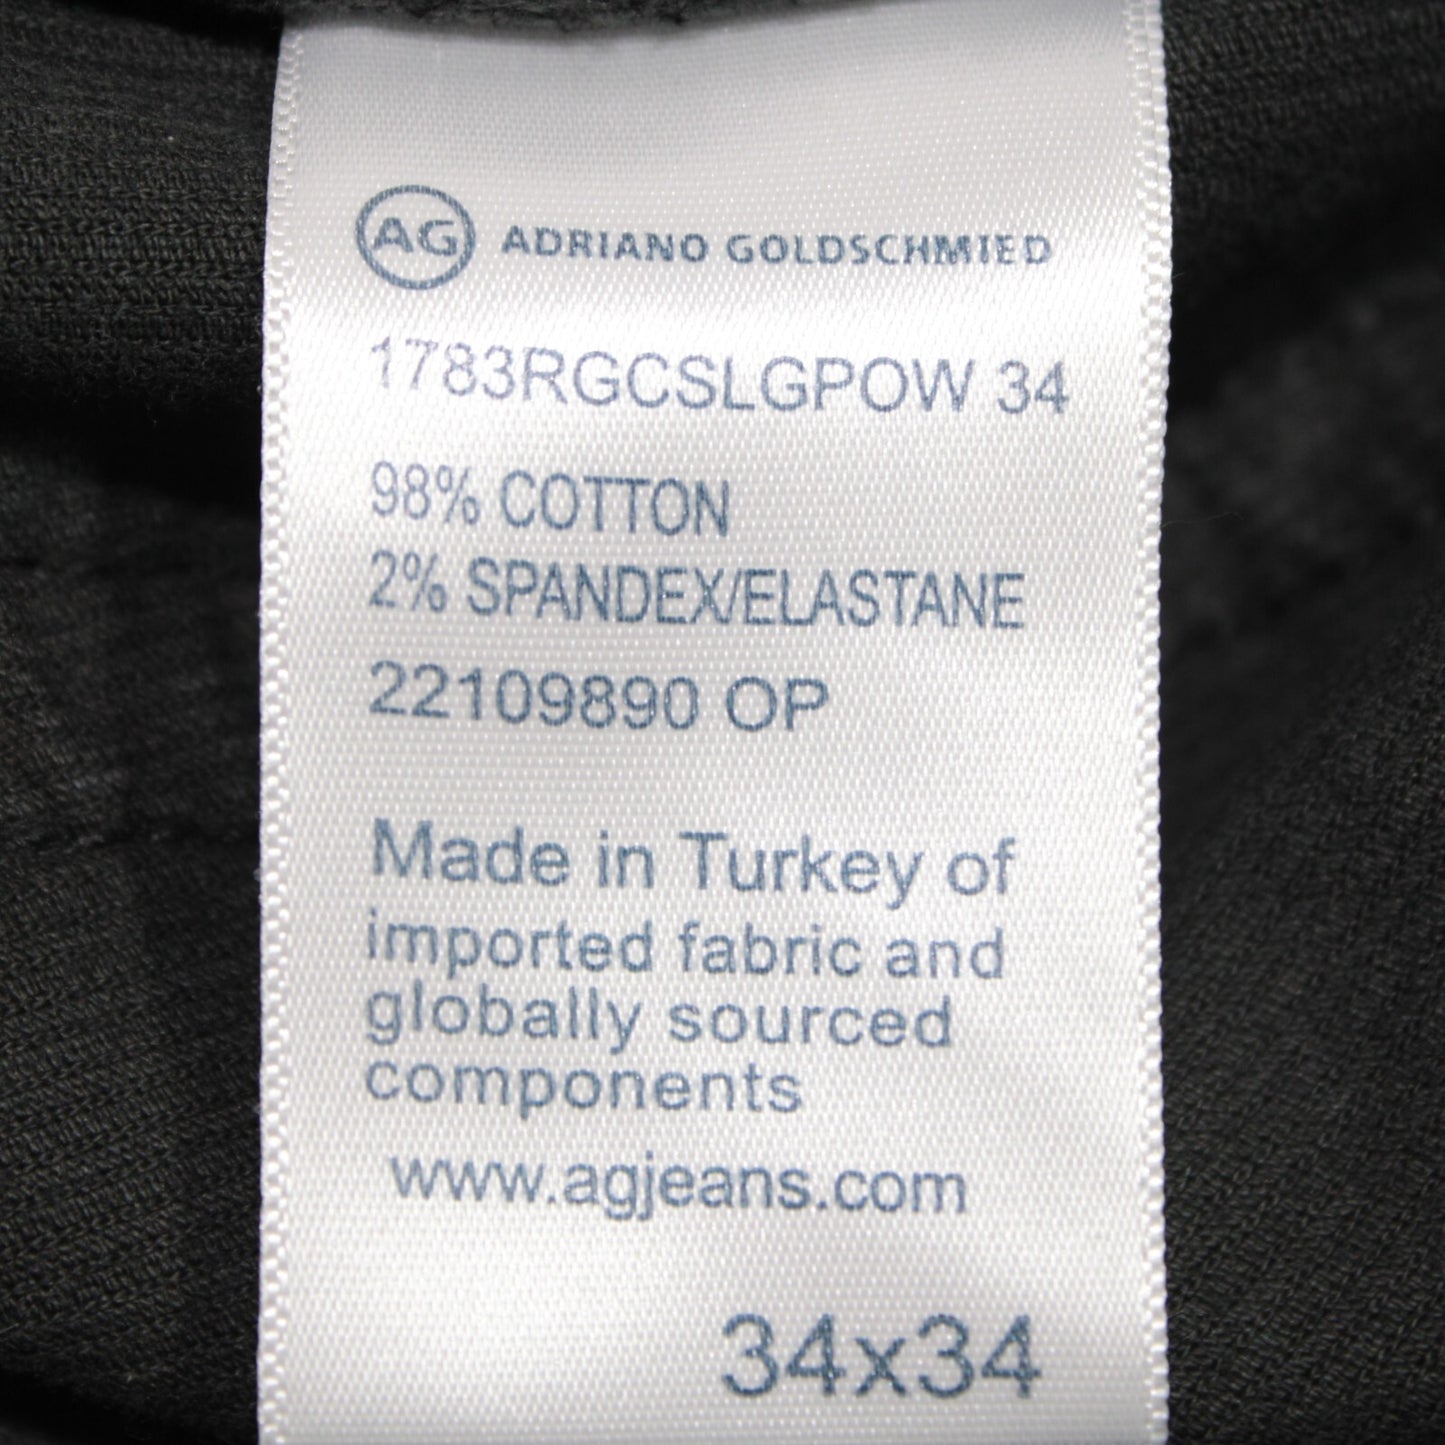 AG ADRIANO GOLDSCHMIED
1783RGCSLGPOW 34
98% COTTON
2% SPANDEX/ELASTANE
22109890 OP
Made in Turkey of
imported fabric and
globally sourced
components
www.agjeans.com
34x34